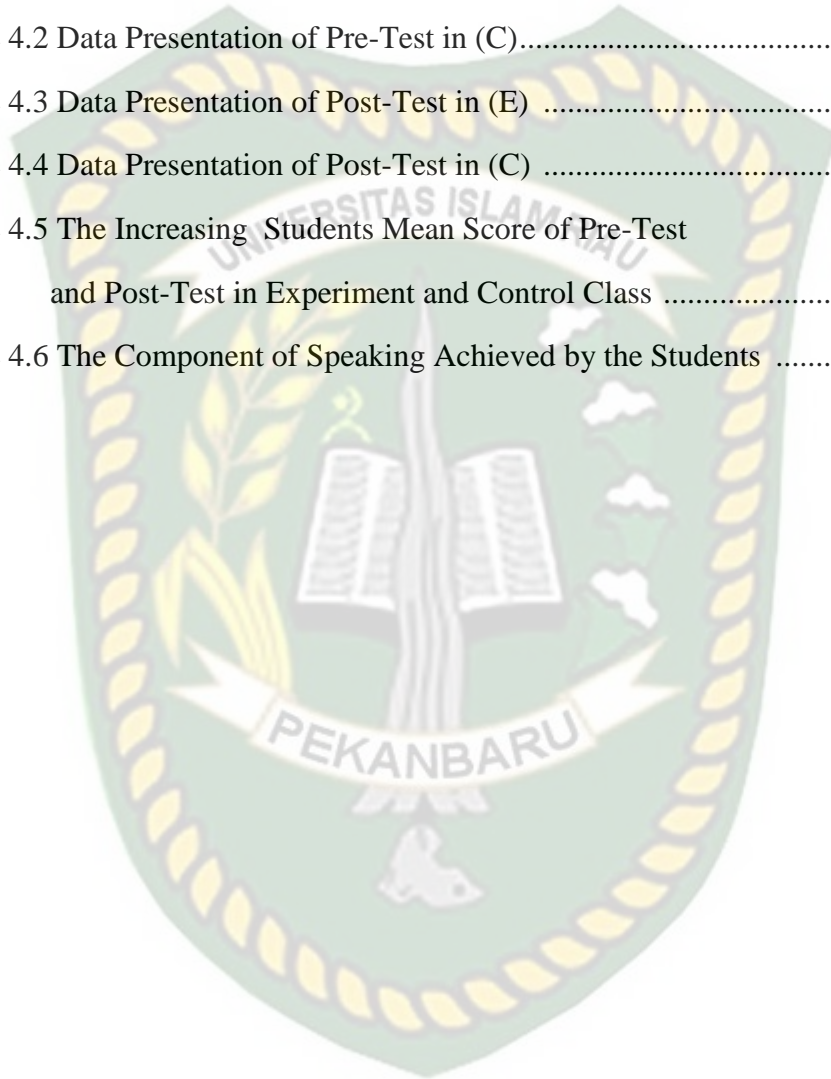 4.2 Data Presentation of Pre-Test in (C)...................................
4.3 Data Presentation of Post-Test in (E) ................................
4.4 Data Presentation of Post-Test in (C) ................................
UNIVERSITAS ISLAM RIAU
4.5 The Increasing Students Mean Score of Pre-Test
and Post-Test in Experiment and Control Class .....................
4.6 The Component of Speaking Achieved by the Students .......
PEKANBARU